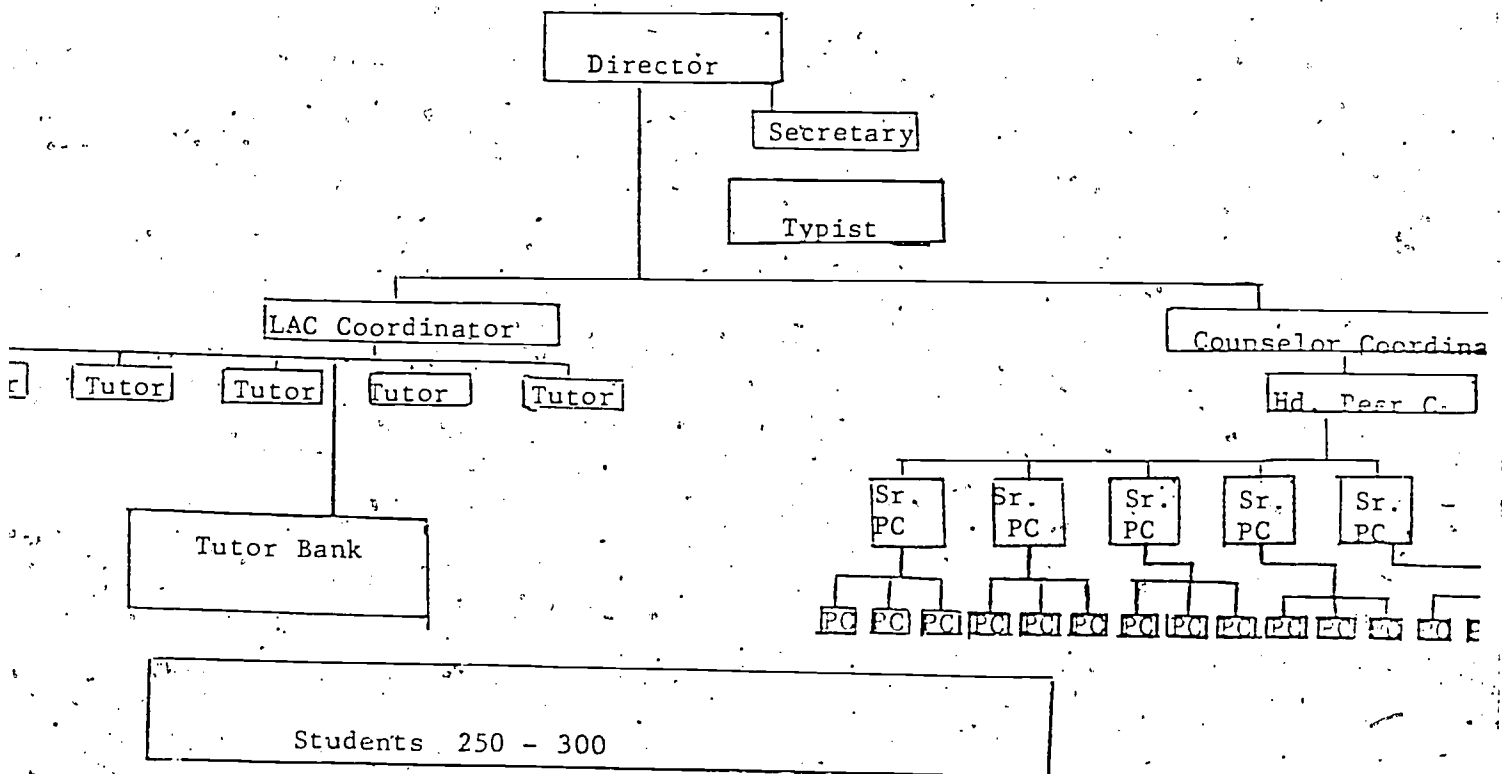 Director
Secretary
Typist
LAC Coordinator
Counselor Coordina
r
Tutor
Tutor
Tutor
Tutor
Hd. Peer C.
Sr.
PC
Sr.
PC
Sr.
PC
Sr.
PC
Sr.
PC
Tutor Bank
PC PC PC PC PC PC PC PC PC PC PC PC PC
Students 250 - 300